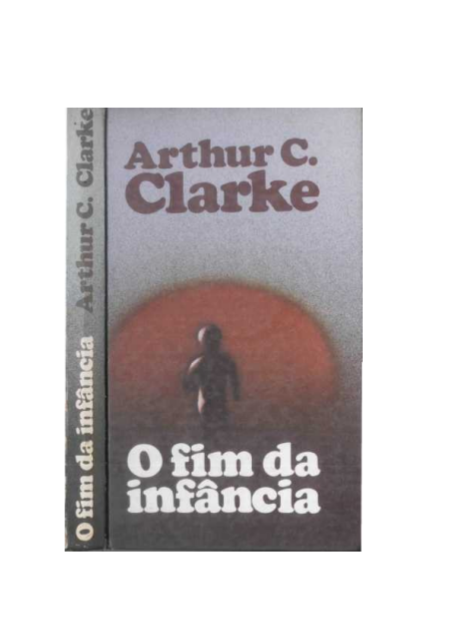 O fim da infância Arthur C. Clarke
Arthur C.
Clarke
O fim da
infância